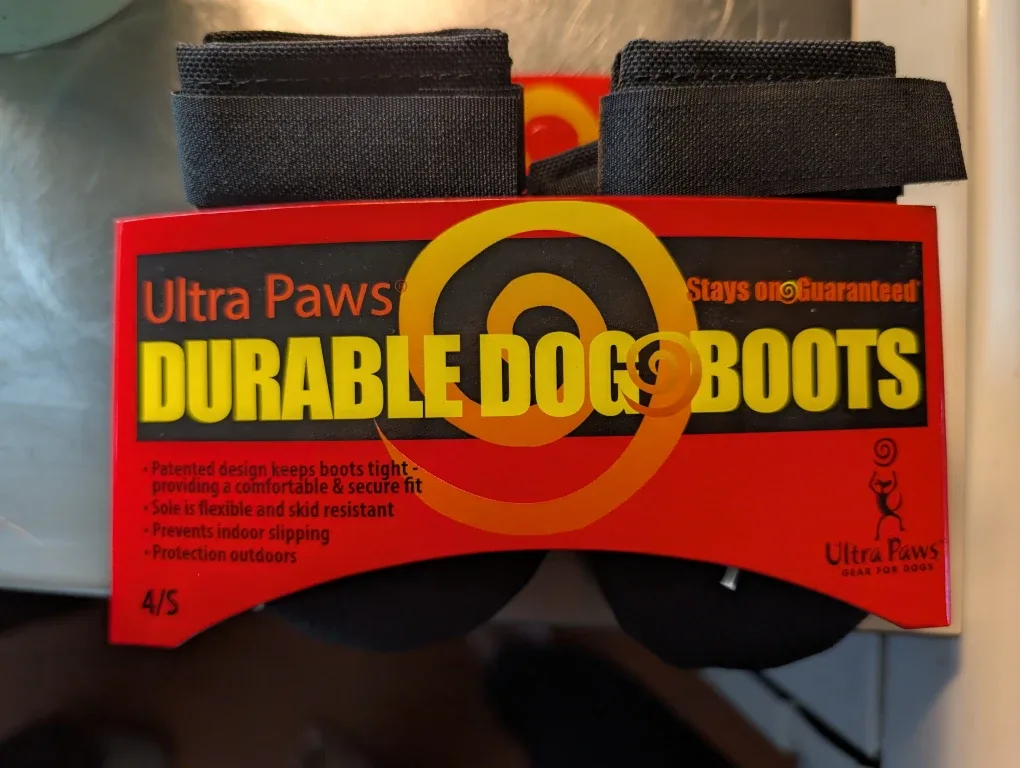 Ultra Paws®
Stays on Guaranteed*
DURABLE DOG BOOTS
• Patented design keeps boots tight -
providing a comfortable & secure fit
• Sole is flexible and skid resistant
• Prevents indoor slipping
• Protection outdoors
4/S
Ultra Paws
GEAR FOR DOGS